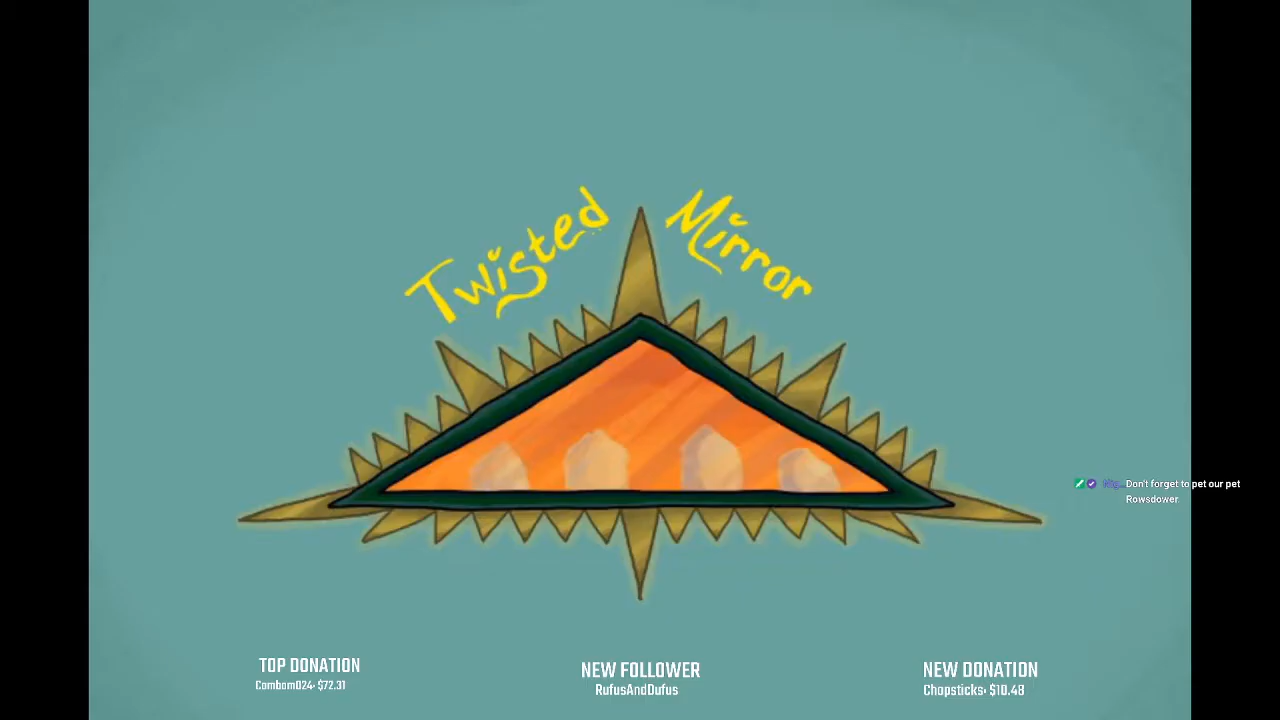 Twisted Mirror
Don't forget to pet our pet
Rowsdower.
TOP DONATION
Combom024: $72.31
NEW FOLLOWER
RufusAndDufus
NEW DONATION
Chopsticks: $10.48